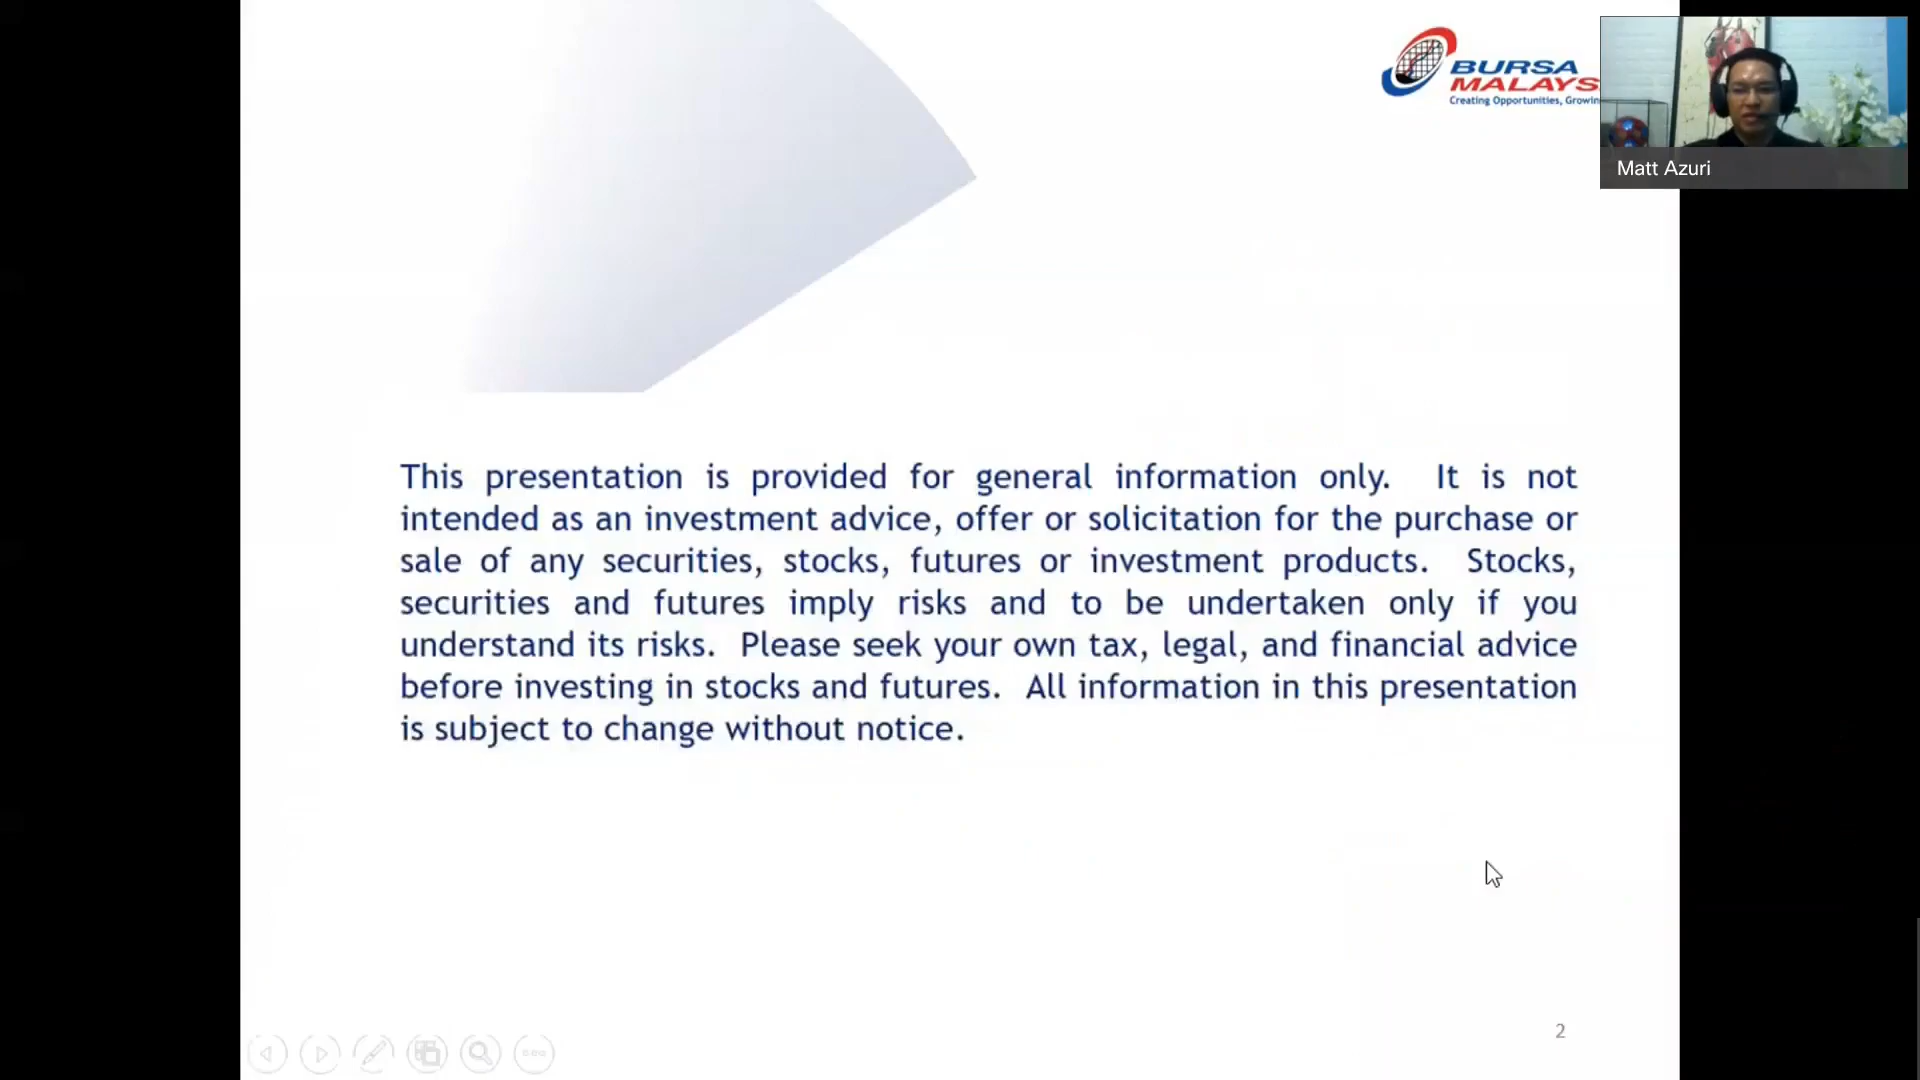 BURSA
MALAYS
Creating Opportunities, Growin
Matt Azuri
This presentation is provided for general information only. It is not
intended as an investment advice, offer or solicitation for the purchase or
sale of any securities, stocks, futures or investment products. Stocks,
securities and futures imply risks and to be undertaken only if you
understand its risks. Please seek your own tax, legal, and financial advice
before investing in stocks and futures. All information in this presentation
is subject to change without notice.
2